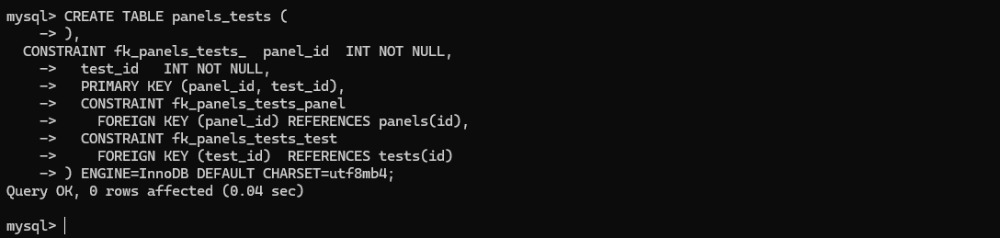 mysql> CREATE TABLE panels_tests (
    -> ),
  CONSTRAINT fk_panels_tests_  panel_id  INT NOT NULL,
    ->   test_id   INT NOT NULL,
    ->   PRIMARY KEY (panel_id, test_id),
    ->   CONSTRAINT fk_panels_tests_panel
    ->     FOREIGN KEY (panel_id) REFERENCES panels(id),
    ->   CONSTRAINT fk_panels_tests_test
    ->     FOREIGN KEY (test_id)  REFERENCES tests(id)
    -> ) ENGINE=InnoDB DEFAULT CHARSET=utf8mb4;
Query OK, 0 rows affected (0.04 sec)
mysql>